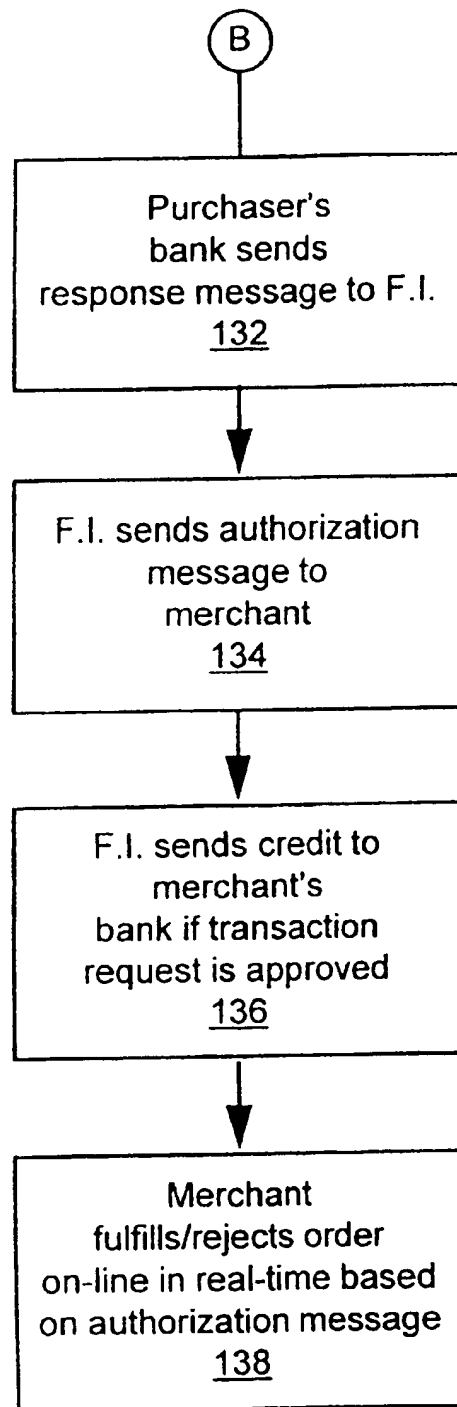 B
Purchaser's
bank sends
response message to F.I.
132
F.I. sends authorization
message to
merchant
134
F.I. sends credit to
merchant's
bank if transaction
request is approved
136
Merchant
fulfills/rejects order
on-line in real-time based
on authorization message
138